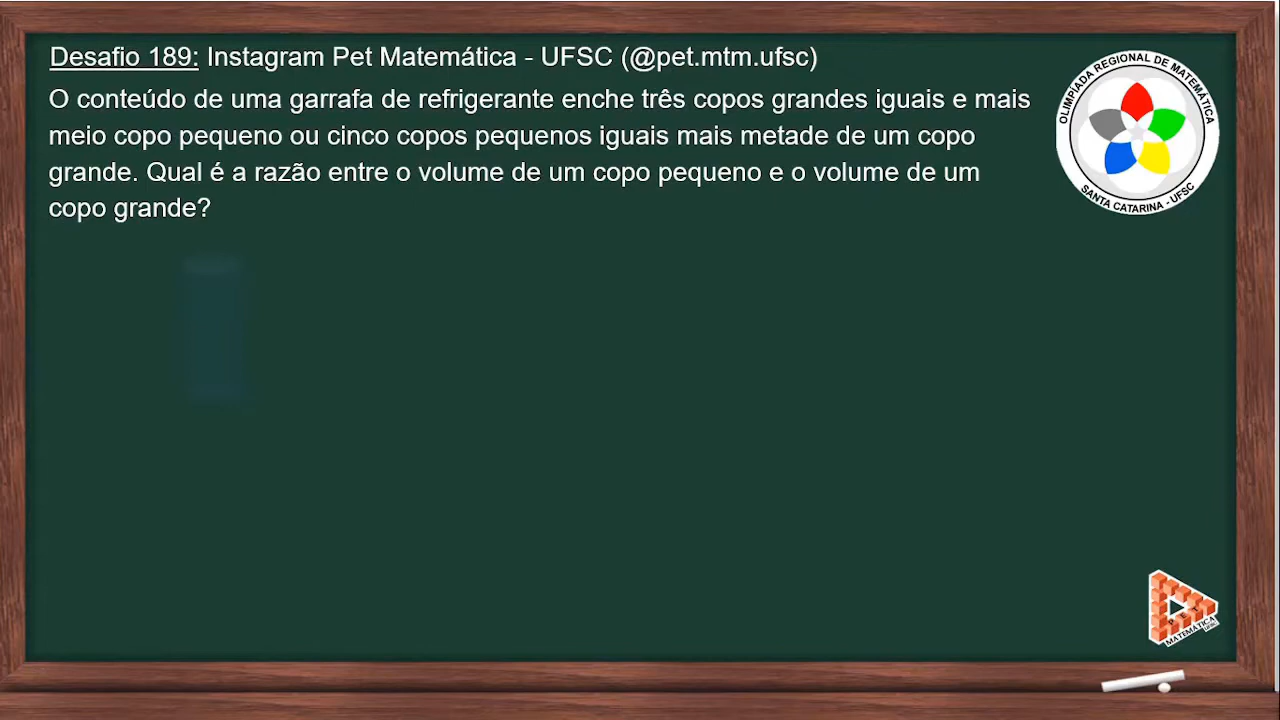 Desafio 189: Instagram Pet Matemática - UFSC (@pet.mtm.ufsc)
O conteúdo de uma garrafa de refrigerante enche três copos grandes iguais e mais
meio copo pequeno ou cinco copos pequenos iguais mais metade de um copo
grande. Qual é a razão entre o volume de um copo pequeno e o volume de um
copo grande?
OLIMPÍADA REGIONAL DE MATEMÁTICA
SANTA CATARINA - UFSC
PET
MATEMÁTICA
UFSC